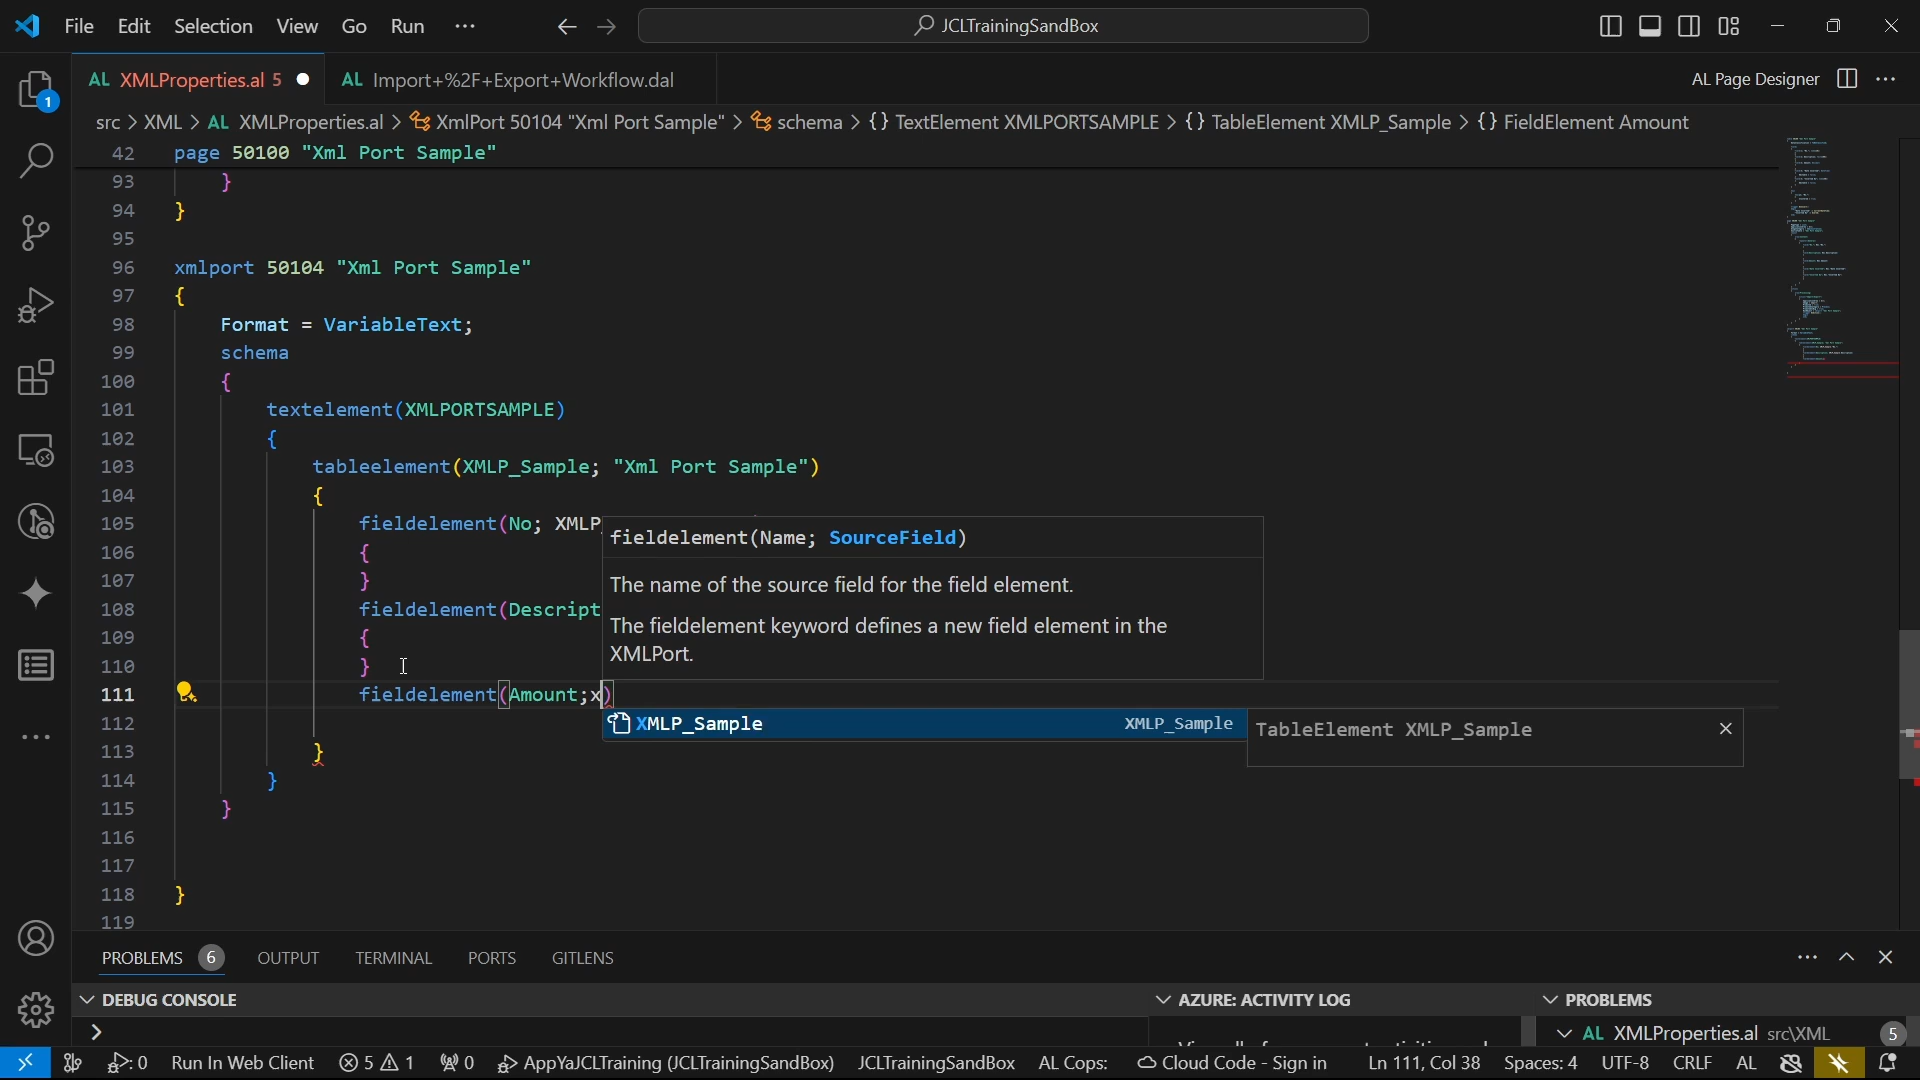 File Edit Selection View Go Run ···
JCLTrainingSandBox
AL XMLProperties.al 5
AL Import+%2F+Export+Workflow.dal
AL Page Designer
src > XML > AL XMLProperties.al > XmlPort 50104 "Xml Port Sample" > schema > {} TextElement XMLPORTSAMPLE > {} TableElement XMLP_Sample > {} FieldElement Amount
42 page 50100 "Xml Port Sample"
93 }
94 }
95
96 xmlport 50104 "Xml Port Sample"
97 {
98 Format = VariableText;
99 schema
100 {
101 textelement(XMLPORTSAMPLE)
102 {
103 tableelement(XMLP_Sample; "Xml Port Sample")
104 {
105 fieldelement(No; XMLP
106 {
107 }
108 fieldelement(Descript
109 {
110 }
111 fieldelement(Amount;x)
112
113 }
114 }
115 }
116
117
118 }
119
fieldelement(Name; SourceField)
The name of the source field for the field element.
The fieldelement keyword defines a new field element in the
XMLPort.
XMLP_Sample XMLP_Sample
TableElement XMLP_Sample
1
PROBLEMS 6 OUTPUT TERMINAL PORTS GITLENS
DEBUG CONSOLE
AZURE: ACTIVITY LOG
PROBLEMS
>
AL XMLProperties.al src\XML 5
0 Run In Web Client 5 1 0 AppYaJCLTraining (JCLTrainingSandBox) JCLTrainingSandBox AL Cops: Cloud Code - Sign in Ln 111, Col 38 Spaces: 4 UTF-8 CRLF AL